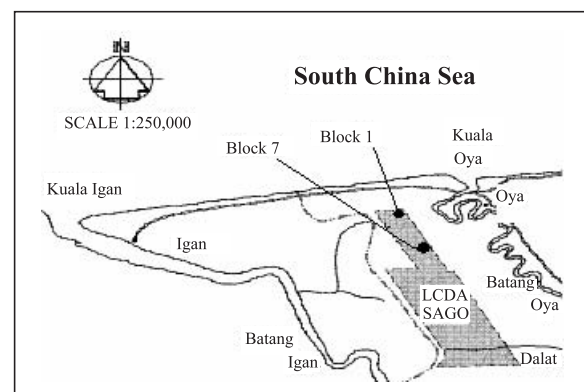 N
South China Sea
SCALE 1:250,000
Block 1
Kuala
Oya
Block 7
Kuala Igan
Oya
Igan
Batang
Oya
LCDA
SAGO
Batang
Igan
Dalat